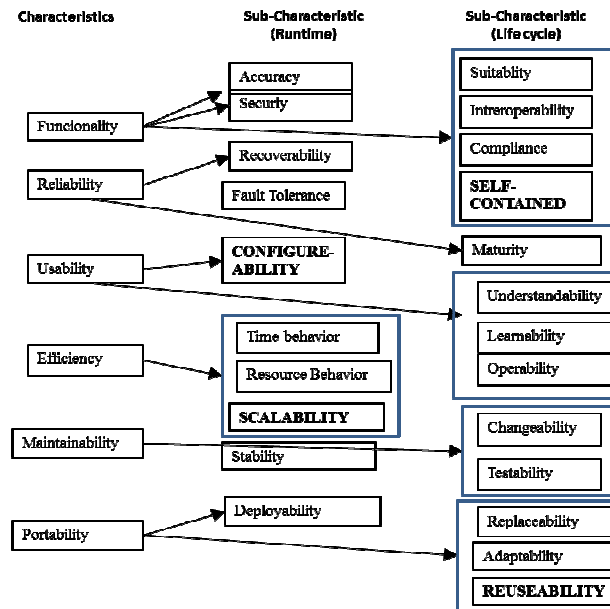 Characteristics
Sub-Characteristic
(Runtime)
Sub-Characteristic
(Life cycle)
Funcionality
Reliability
Usability
Efficiency
Maintainability
Portability
Accuracy
Securly
Recoverability
Fault Tolerance
CONFIGURE-
ABILITY
Time behavior
Resource Behavior
SCALABILITY
Stability
Deployability
Suitablity
Intreroperability
Compliance
SELF-
CONTAINED
Maturity
Understandability
Learnability
Operability
Changeability
Testability
Replaceability
Adaptability
REUSEABILITY